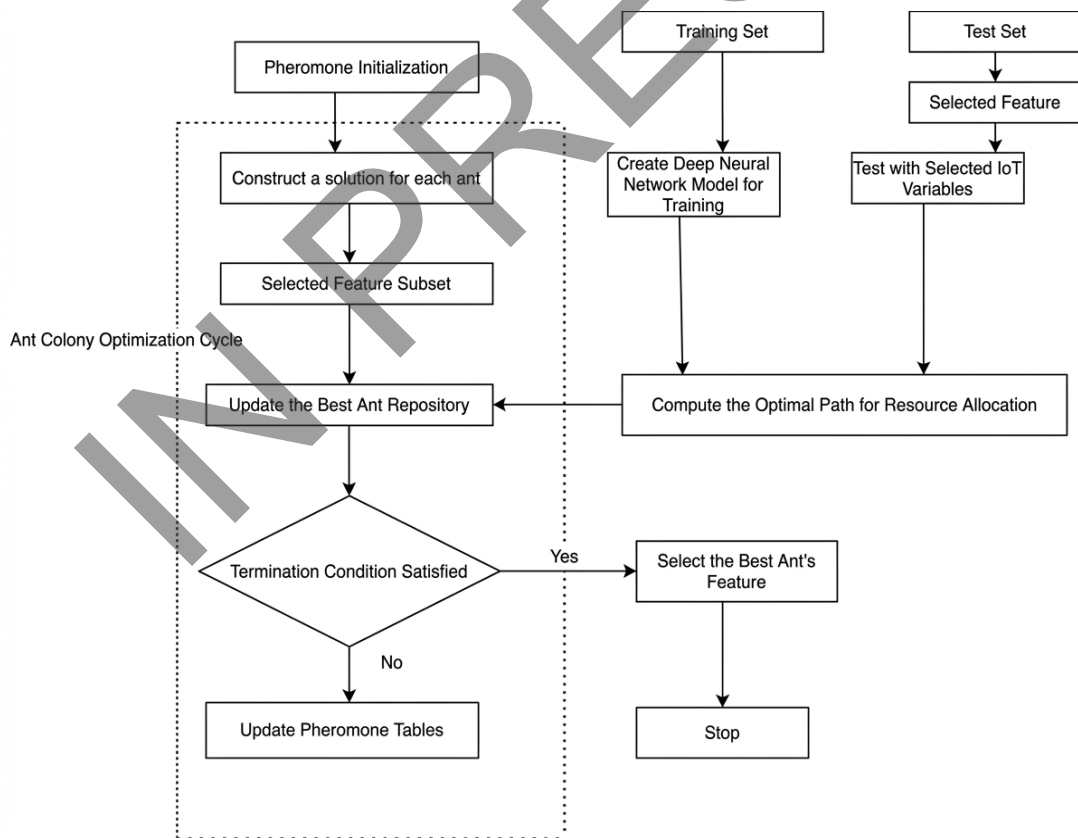 Pheromone Initialization
Training Set
Test Set
Selected Feature
Construct a solution for each ant
Create Deep Neural
Network Model for
Training
Test with Selected IoT
Variables
Selected Feature Subset
Ant Colony Optimization Cycle
Update the Best Ant Repository
Compute the Optimal Path for Resource Allocation
Termination Condition Satisfied
Yes
Select the Best Ant's
Feature
No
Update Pheromone Tables
Stop
IN PRE